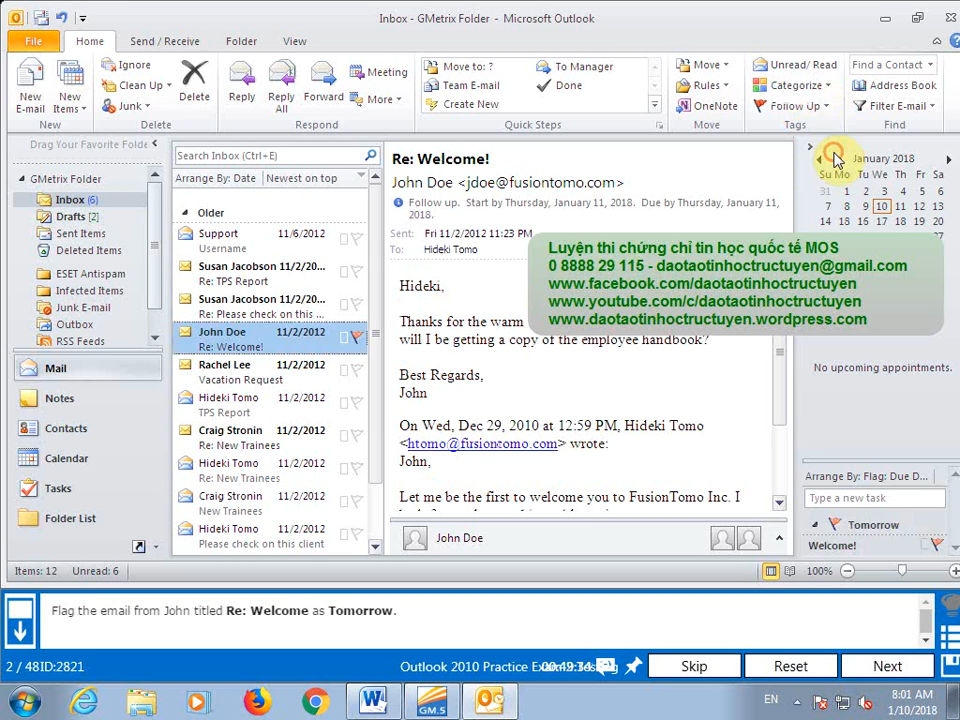 Inbox - GMetrix Folder - Microsoft Outlook
File Home Send / Receive Folder View
Ignore
Clean Up
Junk
New E-mail
New Items
Delete
Reply
Reply All
Forward
Meeting
More
Move to: ?
To Manager
Team E-mail
Done
Create New
Move
Rules
OneNote
Unread/ Read
Categorize
Follow Up
Find a Contact
Address Book
Filter E-mail
New Delete Respond Quick Steps Move Tags Find
Drag Your Favorite Folde
GMetrix Folder
Inbox (6)
Drafts [2]
Sent Items
Deleted Items
ESET Antispam
Infected Items
Junk E-mail
Outbox
RSS Feeds
Mail
Notes
Contacts
Calendar
Tasks
Folder List
Search Inbox (Ctrl+E)
Arrange By: Date Newest on top
Older
Support 11/6/2012
Username
Susan Jacobson 11/2/20...
Re: TPS Report
Susan Jacobson 11/2/20...
Re: Please check on this ...
John Doe 11/2/2012
Re: Welcome!
Rachel Lee 11/2/2012
Vacation Request
Hideki Tomo 11/2/2012
TPS Report
Craig Stronin 11/2/2012
Re: New Trainees
Hideki Tomo 11/2/2012
Re: New Trainees
Craig Stronin 11/2/2012
New Trainees
Hideki Tomo 11/2/2012
Please check on this client
Re: Welcome!
John Doe <jdoe@fusiontomo.com>
Follow up. Start by Thursday, January 11, 2018. Due by Thursday, January 11,
2018.
Sent: Fri 11/2/2012 11:23 PM
To: Hideki Tomo
Hideki,
Thanks for the warm
will I be getting a copy of the employee handbook?
Best Regards,
John
On Wed, Dec 29, 2010 at 12:59 PM, Hideki Tomo
<htomo@fusiontomo.com> wrote:
John,
Let me be the first to welcome you to FusionTomo Inc. I
John Doe
Luyện thi chứng chỉ tin học quốc tế MOS
0 8888 29 115 - daotaotinhoctructuyen@gmail.com
www.facebook.com/daotaotinhoctructuyen
www.youtube.com/c/daotaotinhoctructuyen
www.daotaotinhoctructuyen.wordpress.com
January 2018
Su Mo Tu We Th Fr Sa
31 1 2 3 4 5 6
7 8 9 10 11 12 13
14 15 16 17 18 19 20
27
No upcoming appointments.
Arrange By: Flag: Due D...
Type a new task
Tomorrow
Welcome!
Items: 12 Unread: 6
100%
Flag the email from John titled Re: Welcome as Tomorrow.
2 / 48 ID:2821
Outlook 2010 Practice Exam
Skip Reset Next
EN
8:01 AM
1/10/2018
GM.5